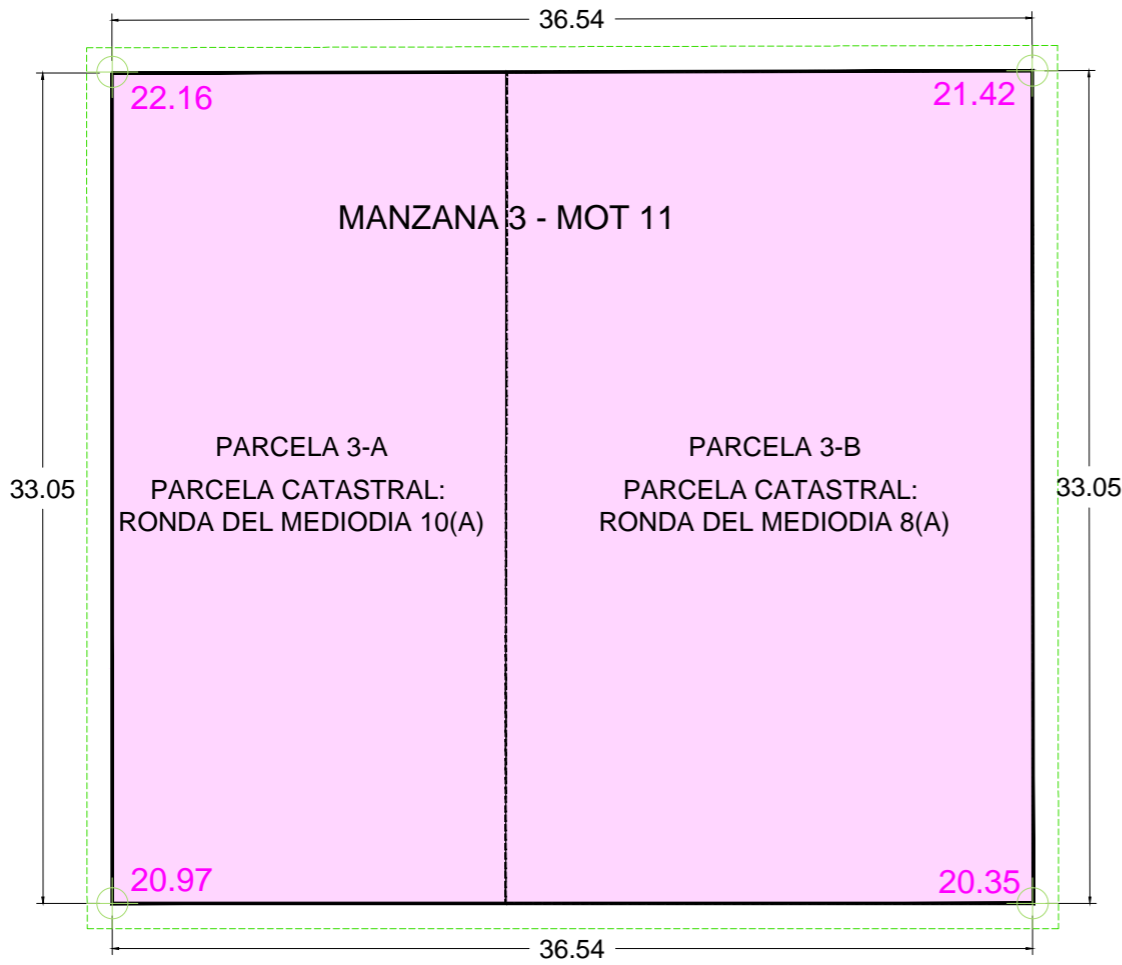 36.54
22.16
21.42
MANZANA 3 - MOT 11
PARCELA 3-A
PARCELA CATASTRAL:
RONDA DEL MEDIODIA 10(A)
PARCELA 3-B
PARCELA CATASTRAL:
RONDA DEL MEDIODIA 8(A)
33.05
33.05
20.97
20.35
36.54